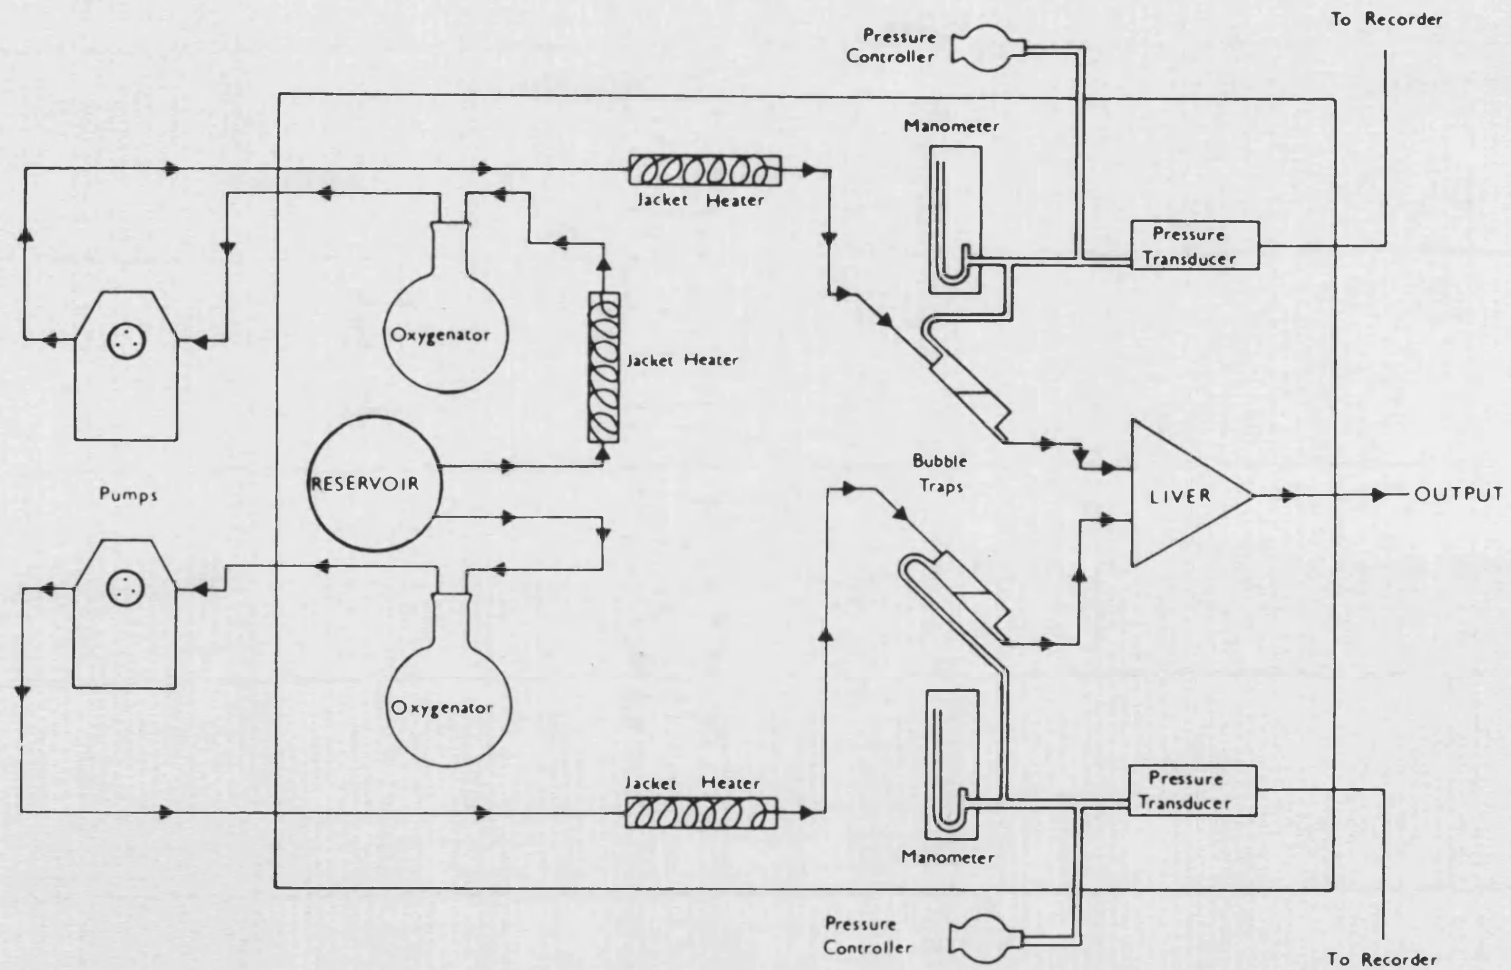 To Recorder
Pressure
Controller
Manometer
Jacket Heater
Pressure
Transducer
Oxygenator
Jacket Heater
RESERVOIR
Bubble
Traps
Pumps
LIVER
OUTPUT
Oxygenator
Jacket Heater
Pressure
Transducer
Manometer
Pressure
Controller
To Recorder